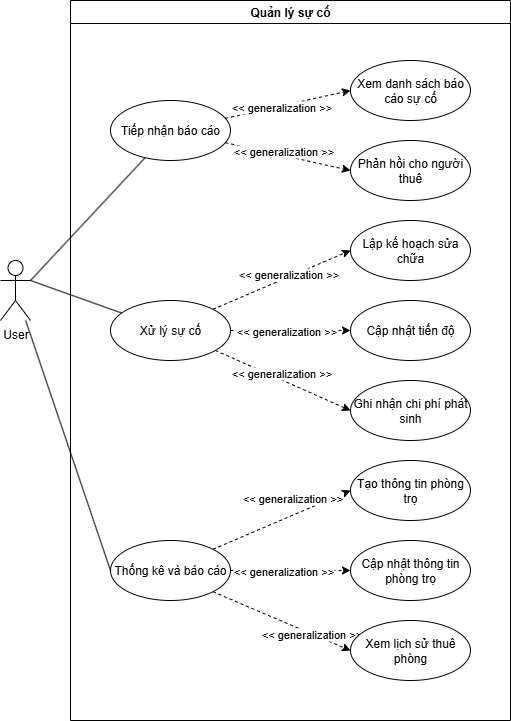 Quản lý sự cố
Tiếp nhận báo cáo
<< generalization >>
Xem danh sách báo
cáo sự cố
<< generalization >>
Phản hồi cho người
thuê
User
Xử lý sự cố
<< generalization >>
Lập kế hoạch sửa
chữa
<< generalization >>
Cập nhật tiến độ
<< generalization >>
Ghi nhận chi phí phát
sinh
Thống kê và báo cáo
<< generalization >>
Tạo thông tin phòng
trọ
<< generalization >>
Cập nhật thông tin
phòng trọ
<< generalization >>
Xem lịch sử thuê
phòng